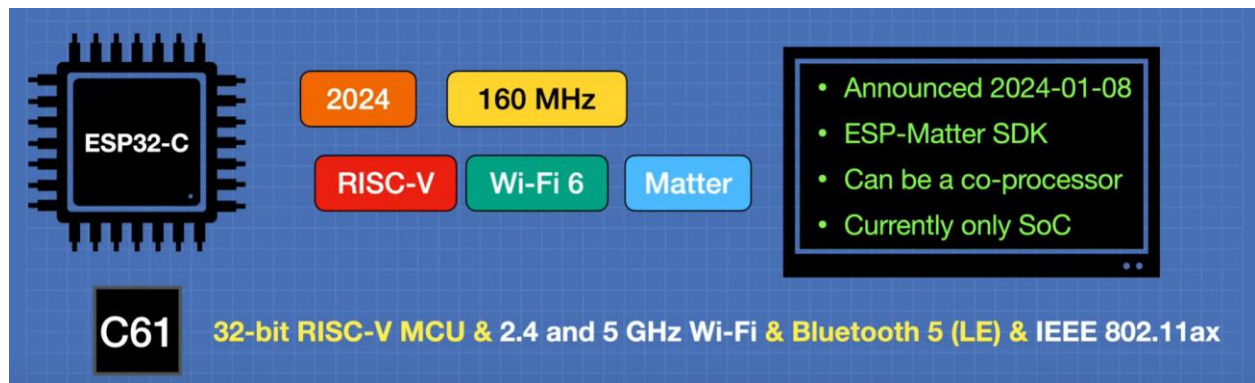 ESP32-C
2024
160 MHz
RISC-V
Wi-Fi 6
Matter
• Announced 2024-01-08
• ESP-Matter SDK
• Can be a co-processor
• Currently only SoC
C61
32-bit RISC-V MCU & 2.4 and 5 GHz Wi-Fi & Bluetooth 5 (LE) & IEEE 802.11ax